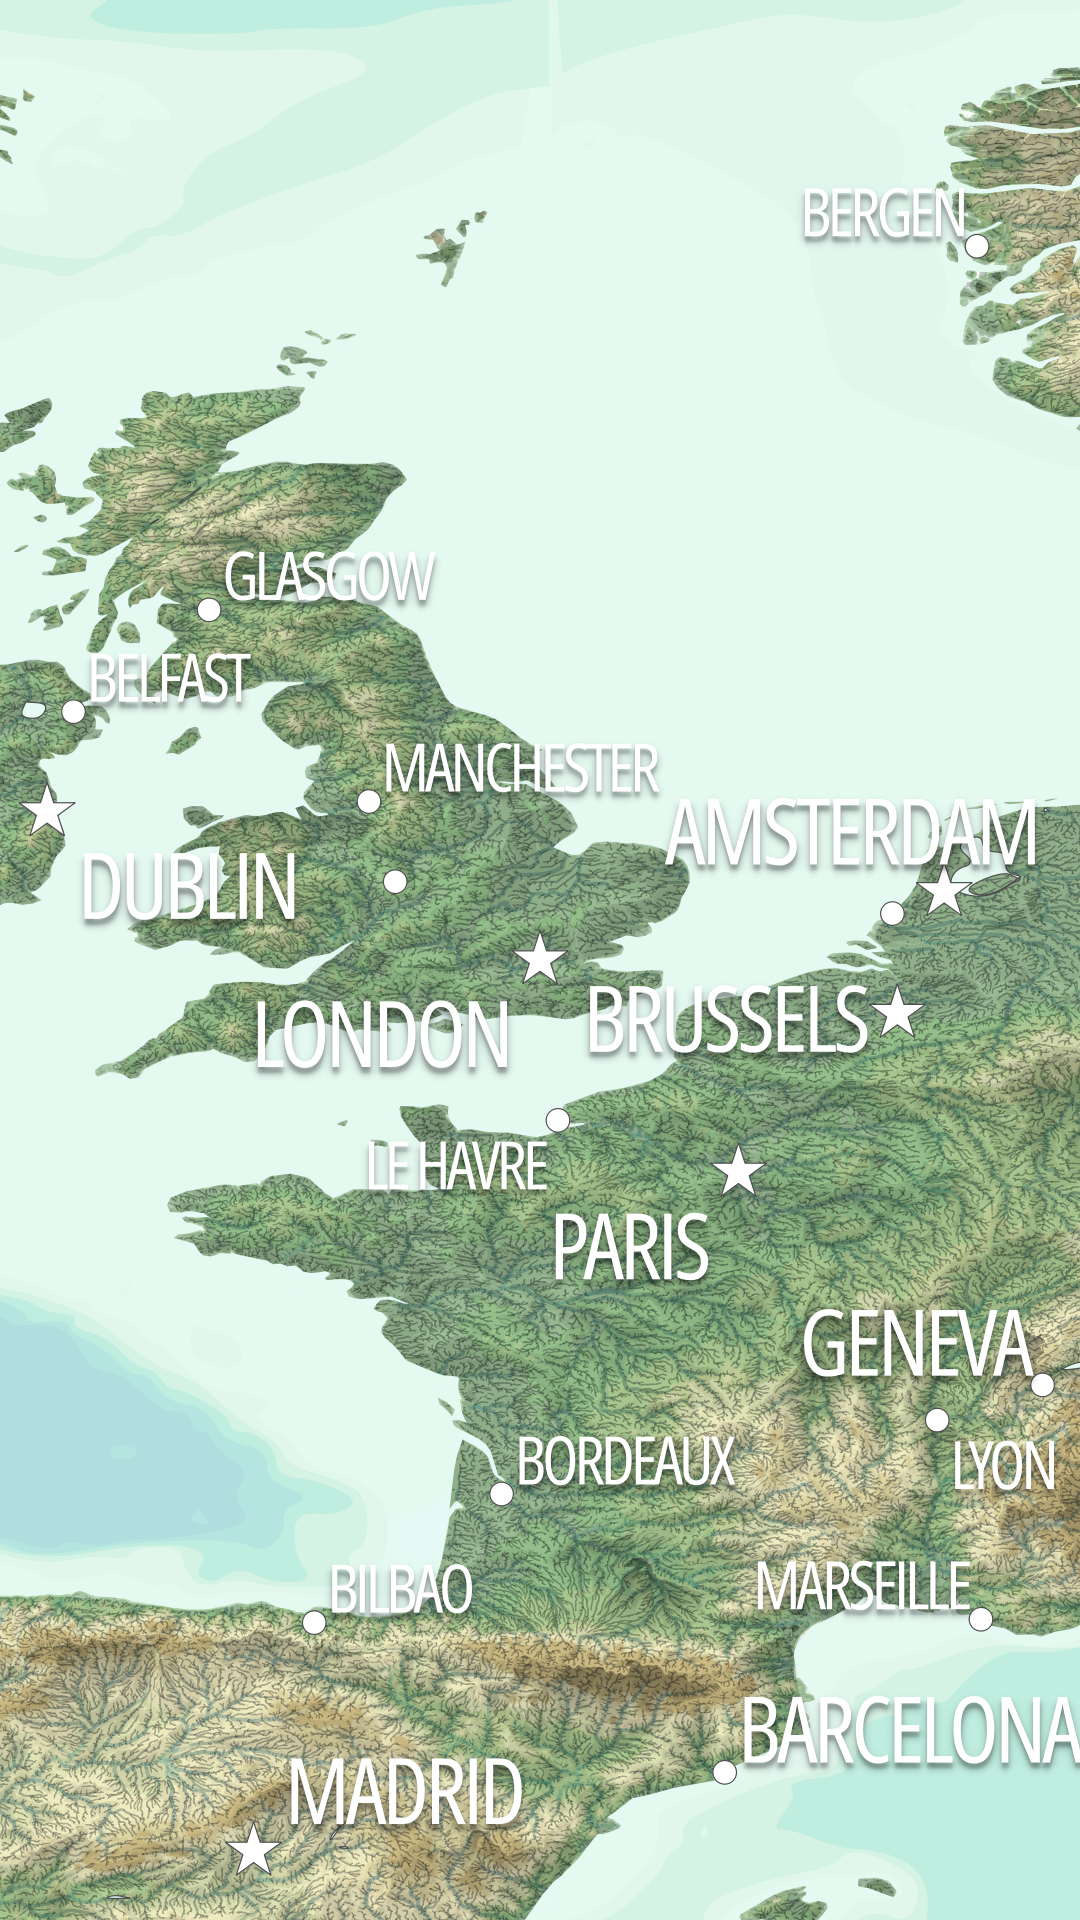 BERGEN
GLASGOW
BELFAST
MANCHESTER
AMSTERDAM
DUBLIN
LONDON
BRUSSELS
LE HAVRE
PARIS
GENEVA
BORDEAUX
LYON
BILBAO
MARSEILLE
BARCELONA
MADRID